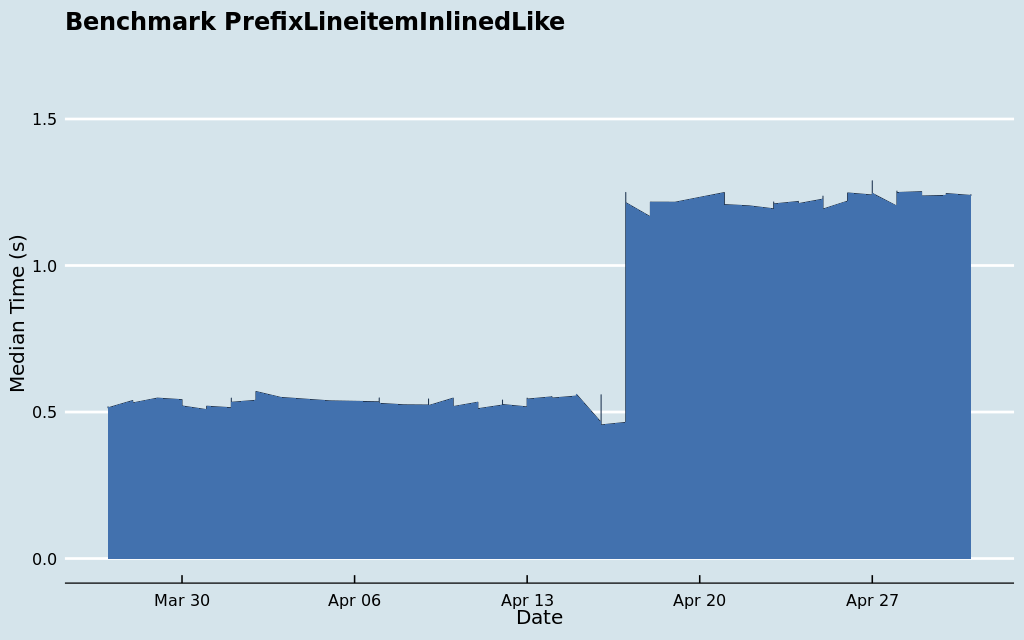 Benchmark PrefixLineitemInlinedLike
Median Time (s)
1.5
1.0
0.5
0.0
Mar 30
Apr 06
Apr 13
Apr 20
Apr 27
Date